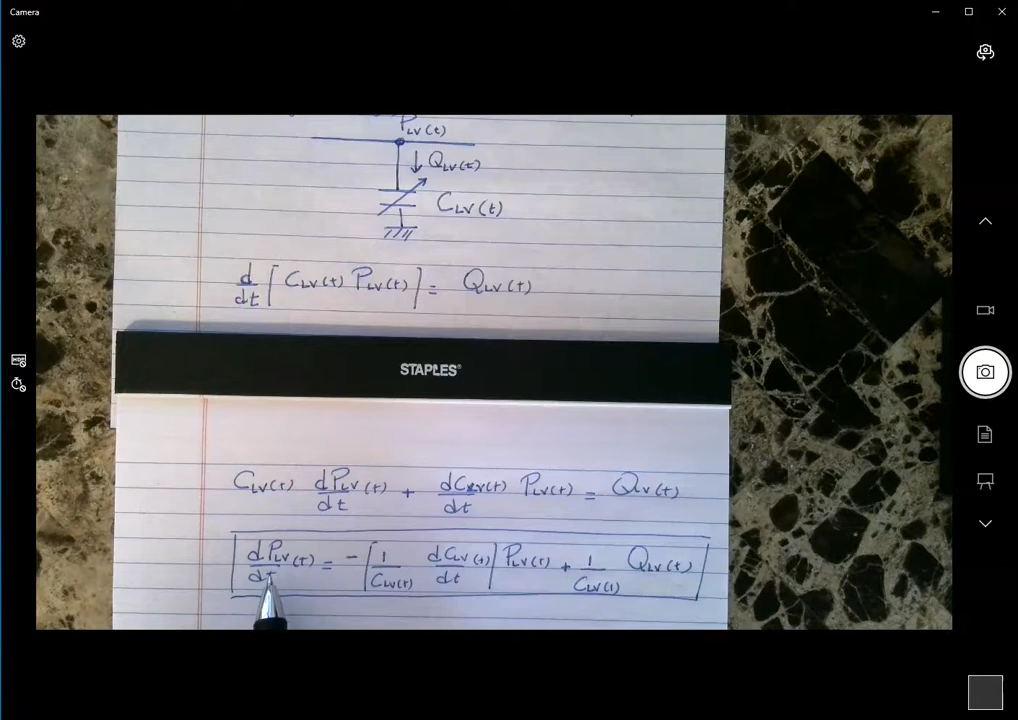 Camera
P_LV(t)
↓ Q_LV(t)
C_LV(t)
d/dt [C_LV(t) P_LV(t)] = Q_LV(t)
STAPLES®
C_LV(t) dP_LV(t)/dt + dC_LV(t)/dt P_LV(t) = Q_LV(t)
dP_LV(t)/dt = -[1/C_LV(t) dC_LV(t)/dt] P_LV(t) + 1/C_LV(t) Q_LV(t)